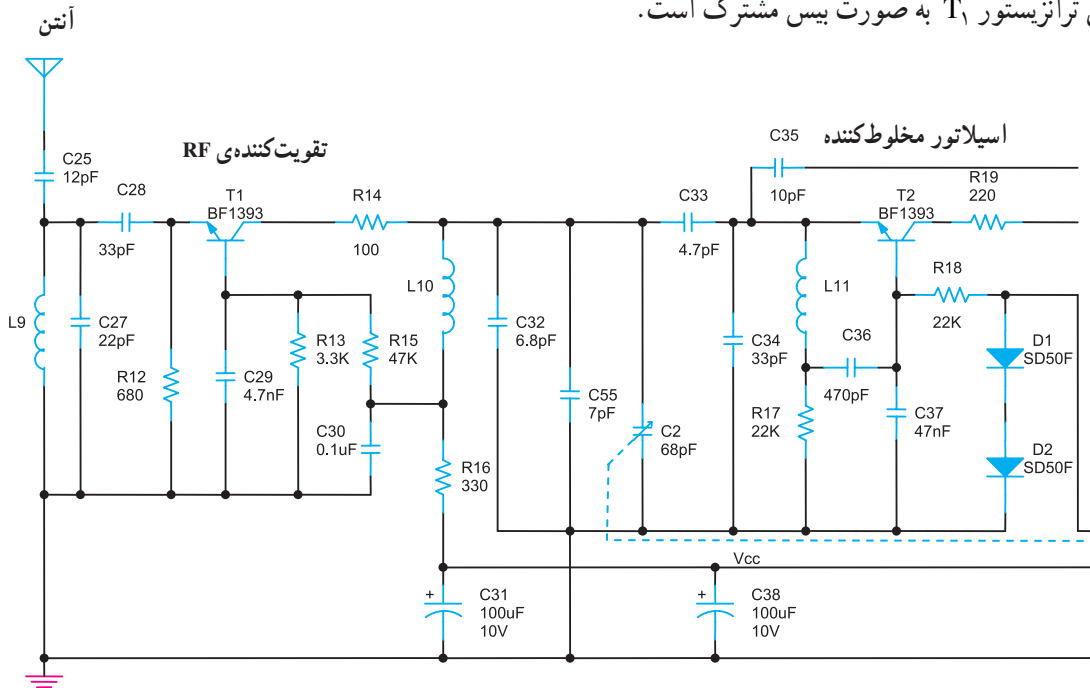 ی ترانزیستور T۱ به صورت بیس مشترک است.
آنتن
تقویت‌کننده‌ی RF
اسیلاتور مخلوط‌کننده
C25
12pF
C28
33pF
T1
BF1393
R14
100
C33
4.7pF
C35
10pF
T2
BF1393
R19
220
L9
C27
22pF
R12
680
C29
4.7nF
R13
3.3K
R15
47K
C30
0.1uF
L10
R16
330
C32
6.8pF
C55
7pF
C2
68pF
C34
33pF
L11
C36
470pF
R17
22K
R18
22K
C37
47nF
D1
SD50F
D2
SD50F
Vcc
+
C31
100uF
10V
+
C38
100uF
10V